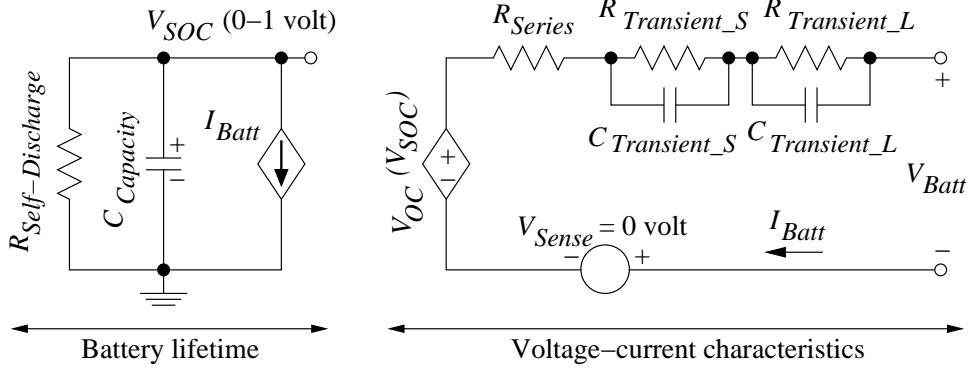 V_SOC (0–1 volt)
R_Self–Discharge
C_Capacity
+
–
I_Batt
Battery lifetime
R_Series
R_Transient_S
R_Transient_L
C_Transient_S
C_Transient_L
V_OC (V_SOC)
+
–
+
V_Batt
–
V_Sense = 0 volt
–
+
I_Batt
Voltage–current characteristics